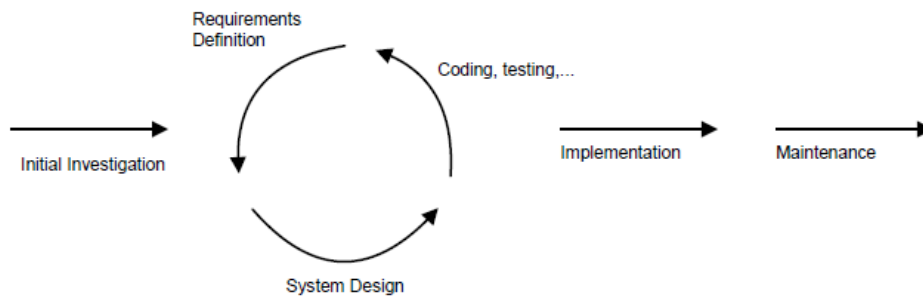 Requirements
Definition
Coding, testing,...
Initial Investigation
Implementation
Maintenance
System Design